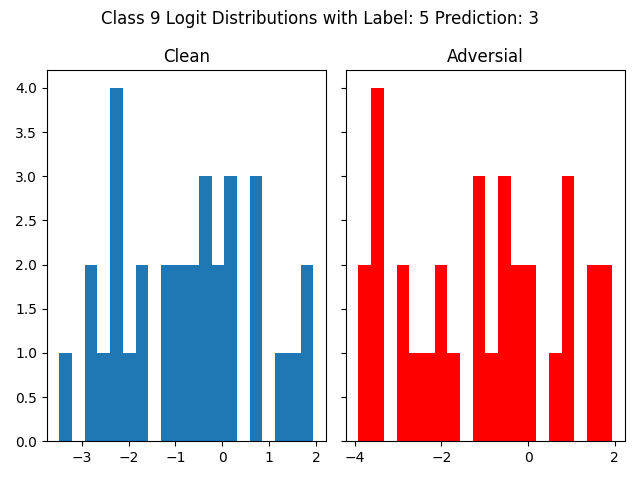 Class 9 Logit Distributions with Label: 5 Prediction: 3
Clean
Adversial
4.0
3.5
3.0
2.5
2.0
1.5
1.0
0.5
0.0
−3 −2 −1 0 1 2
−4 −2 0 2